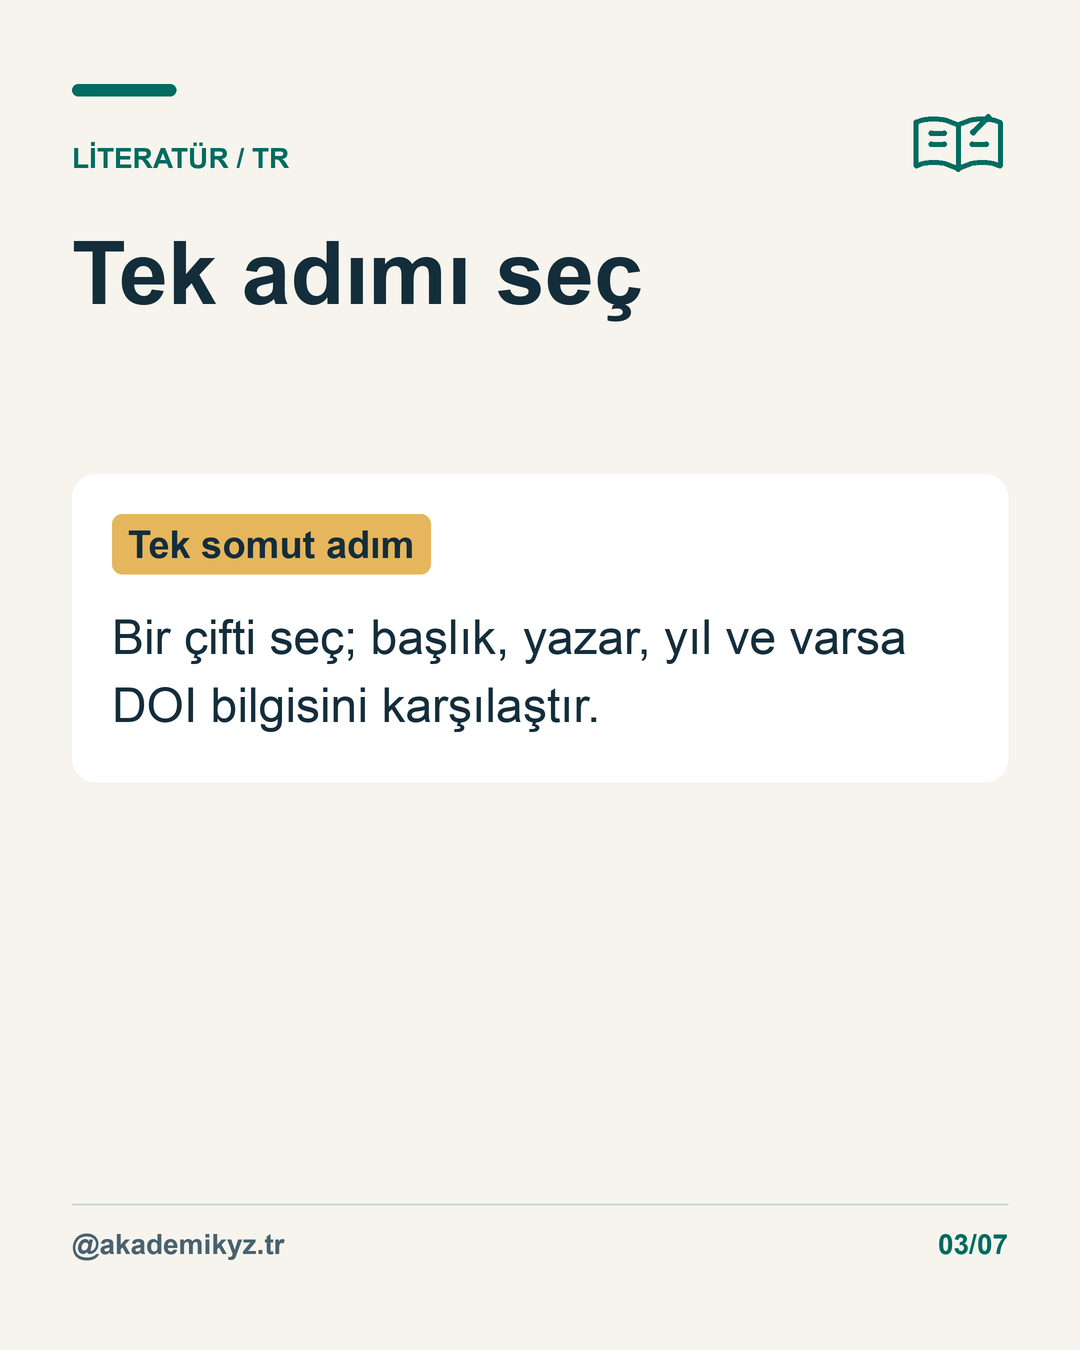 LİTERATÜR / TR
Tek adımı seç
Tek somut adım
Bir çifti seç; başlık, yazar, yıl ve varsa
DOI bilgisini karşılaştır.
@akademikyz.tr
03/07